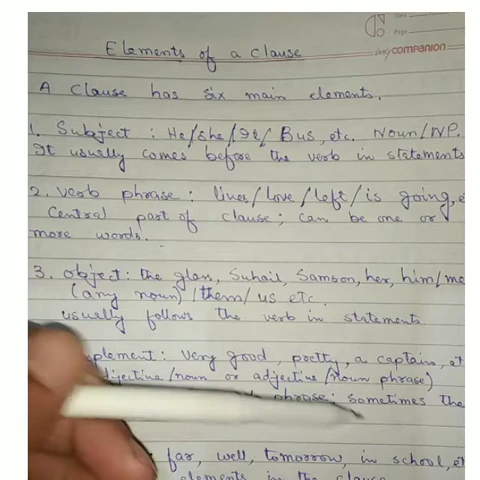 Date
Page
companion
Elements of a Clause
A Clause has six main elements.
1. Subject : He/she/It/ Bus, etc. Noun/NP.
It usually comes before the verb in statements
2. Verb phrase : lives/love/left/is going,
Central part of clause; can be one or
more words.
3. Object: the glass, Suhail, Samson, her, him/me
(any noun) /them/us etc.
usually follows the verb in statements.
plement: very good, pretty, a captain, et
djective/noun or adjective/Noun phrase)
phrase; sometimes the
far, well, tomorrow, in school, et
elements in the clause